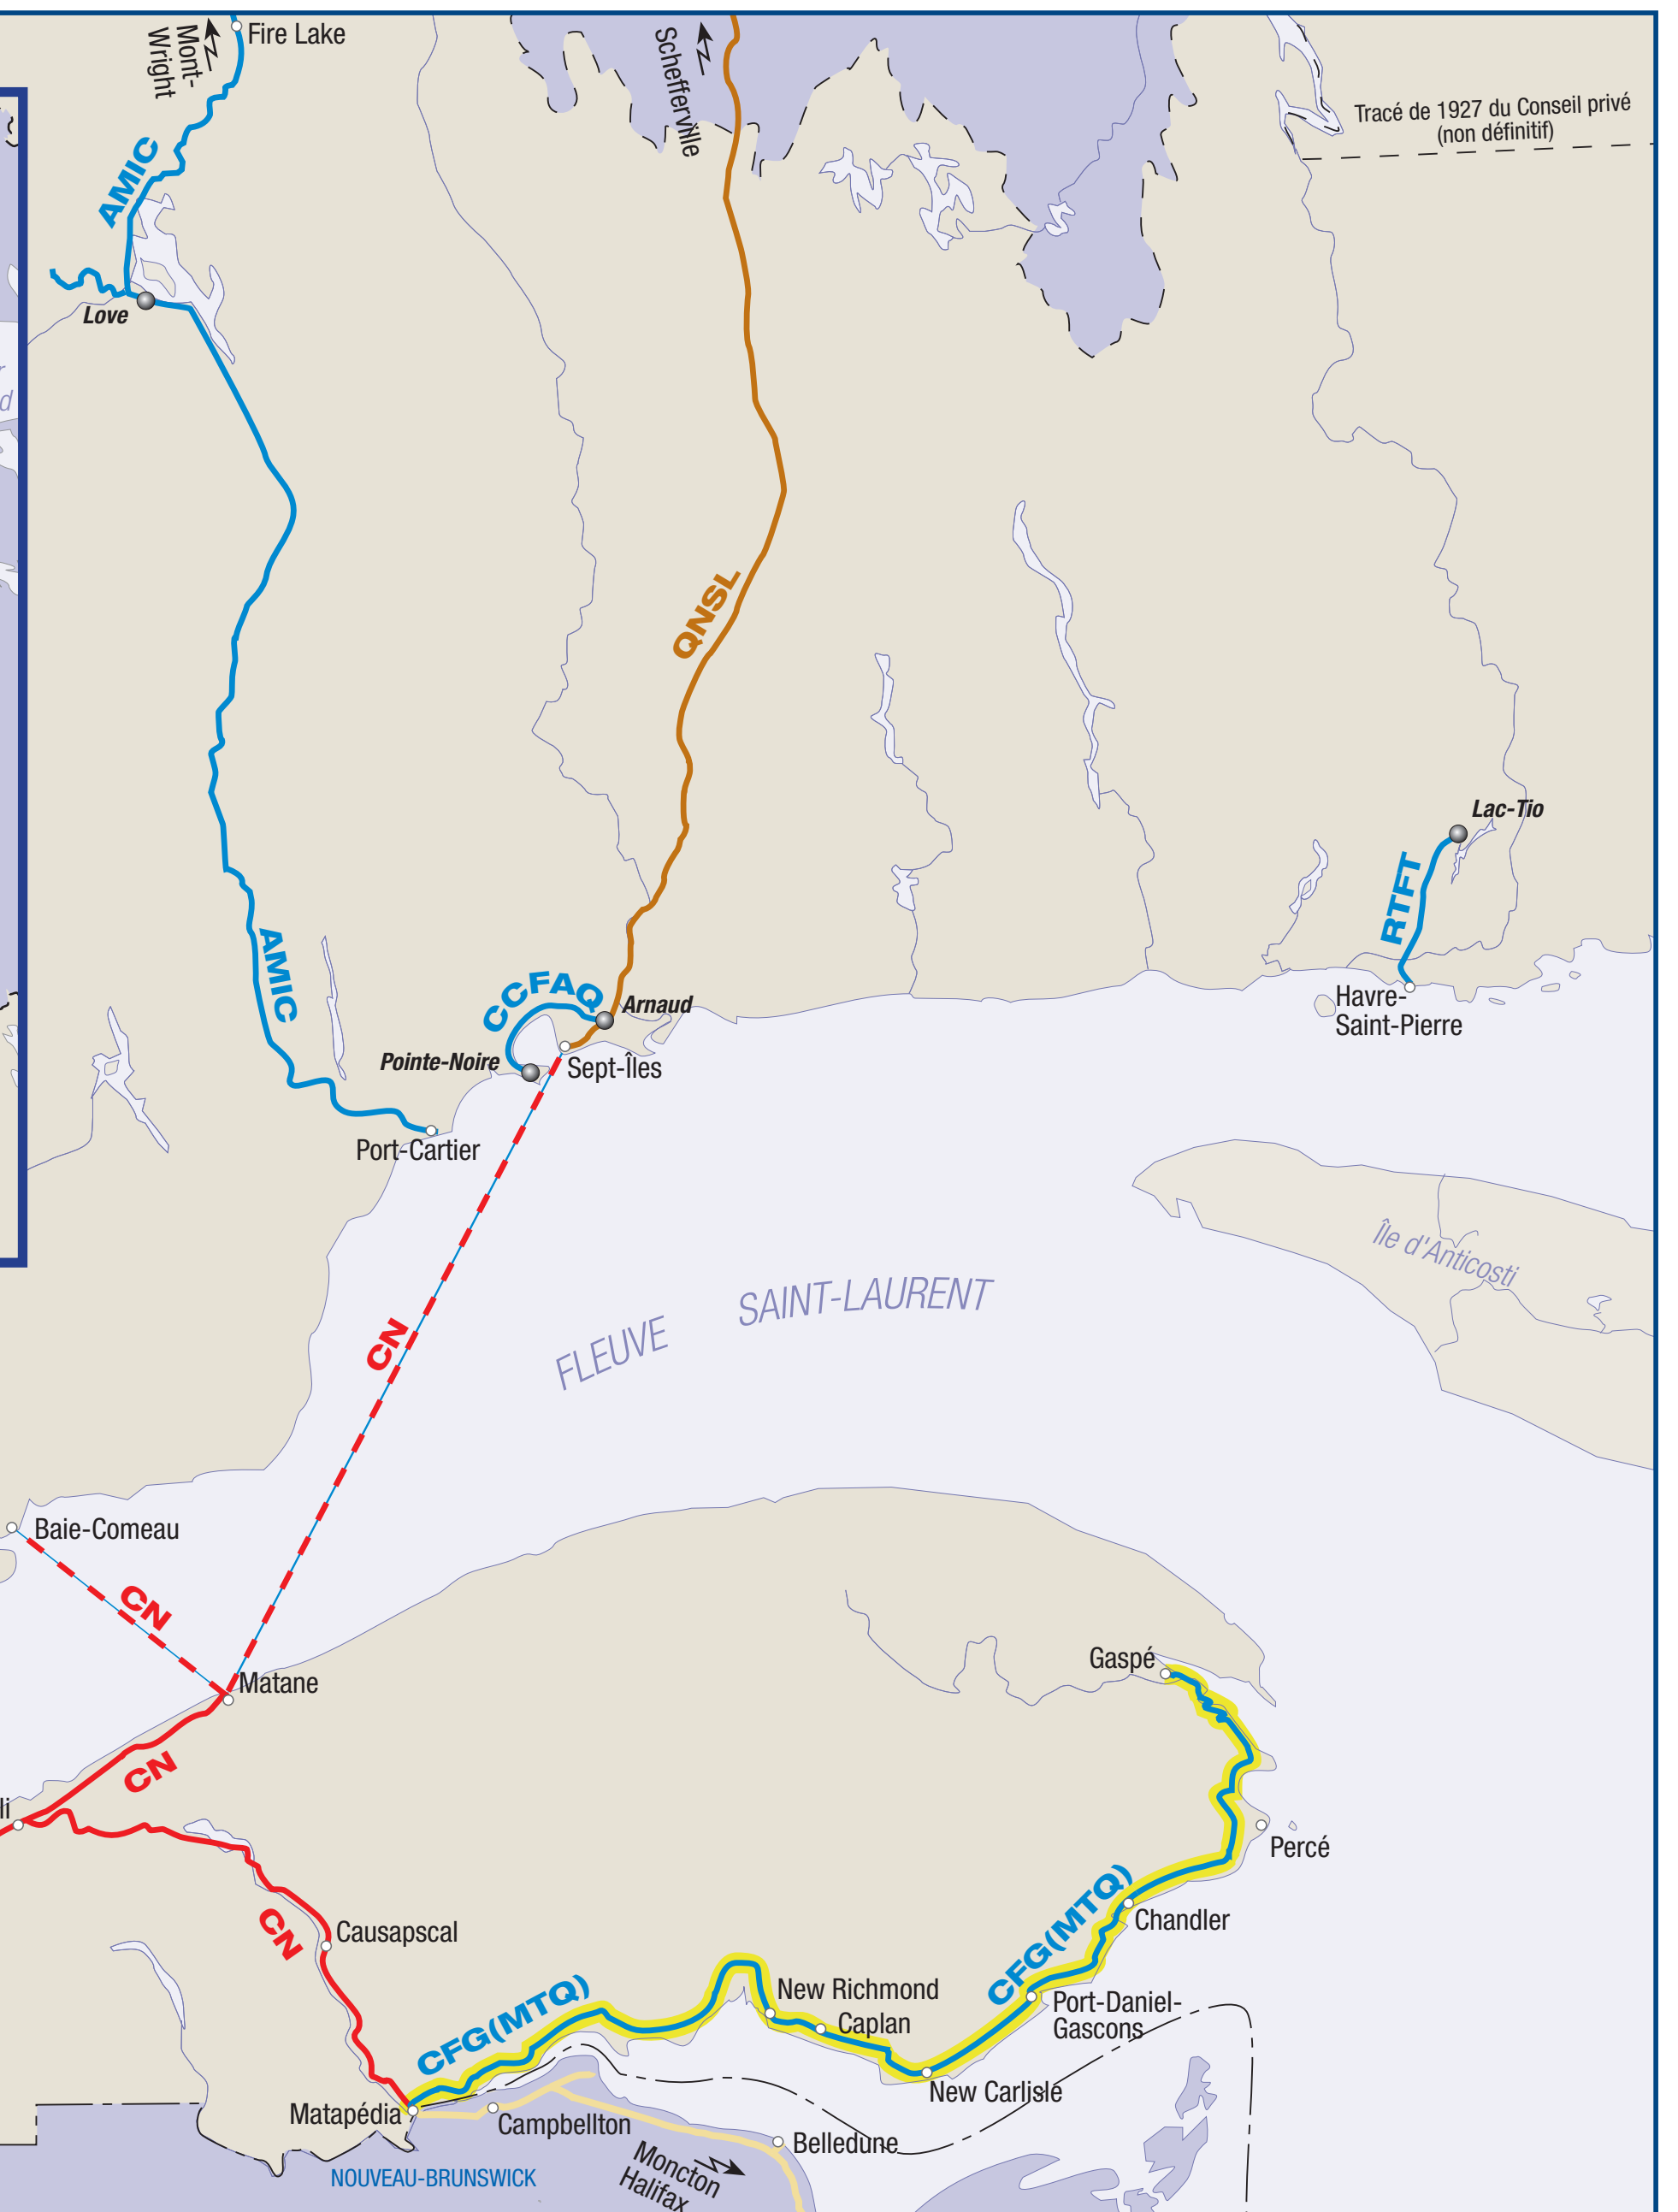 Fire Lake
Mont-
Wright
Schefferville
Tracé de 1927 du Conseil privé
(non définitif)
AMIC
Love
d
QNSL
Lac-Tio
RTFT
AMIC
CCFAQ
Arnaud
Havre-
Saint-Pierre
Pointe-Noire
Sept-Îles
Port-Cartier
Île d'Anticosti
FLEUVE
SAINT-LAURENT
CN
Baie-Comeau
CN
Matane
Gaspé
CN
li
Percé
CN
Causapscal
Chandler
CFG(MTQ)
New Richmond
Caplan
Port-Daniel-
Gascons
CFG(MTQ)
New Carlisle
Matapédia
Campbellton
Belledune
Moncton
Halifax
NOUVEAU-BRUNSWICK